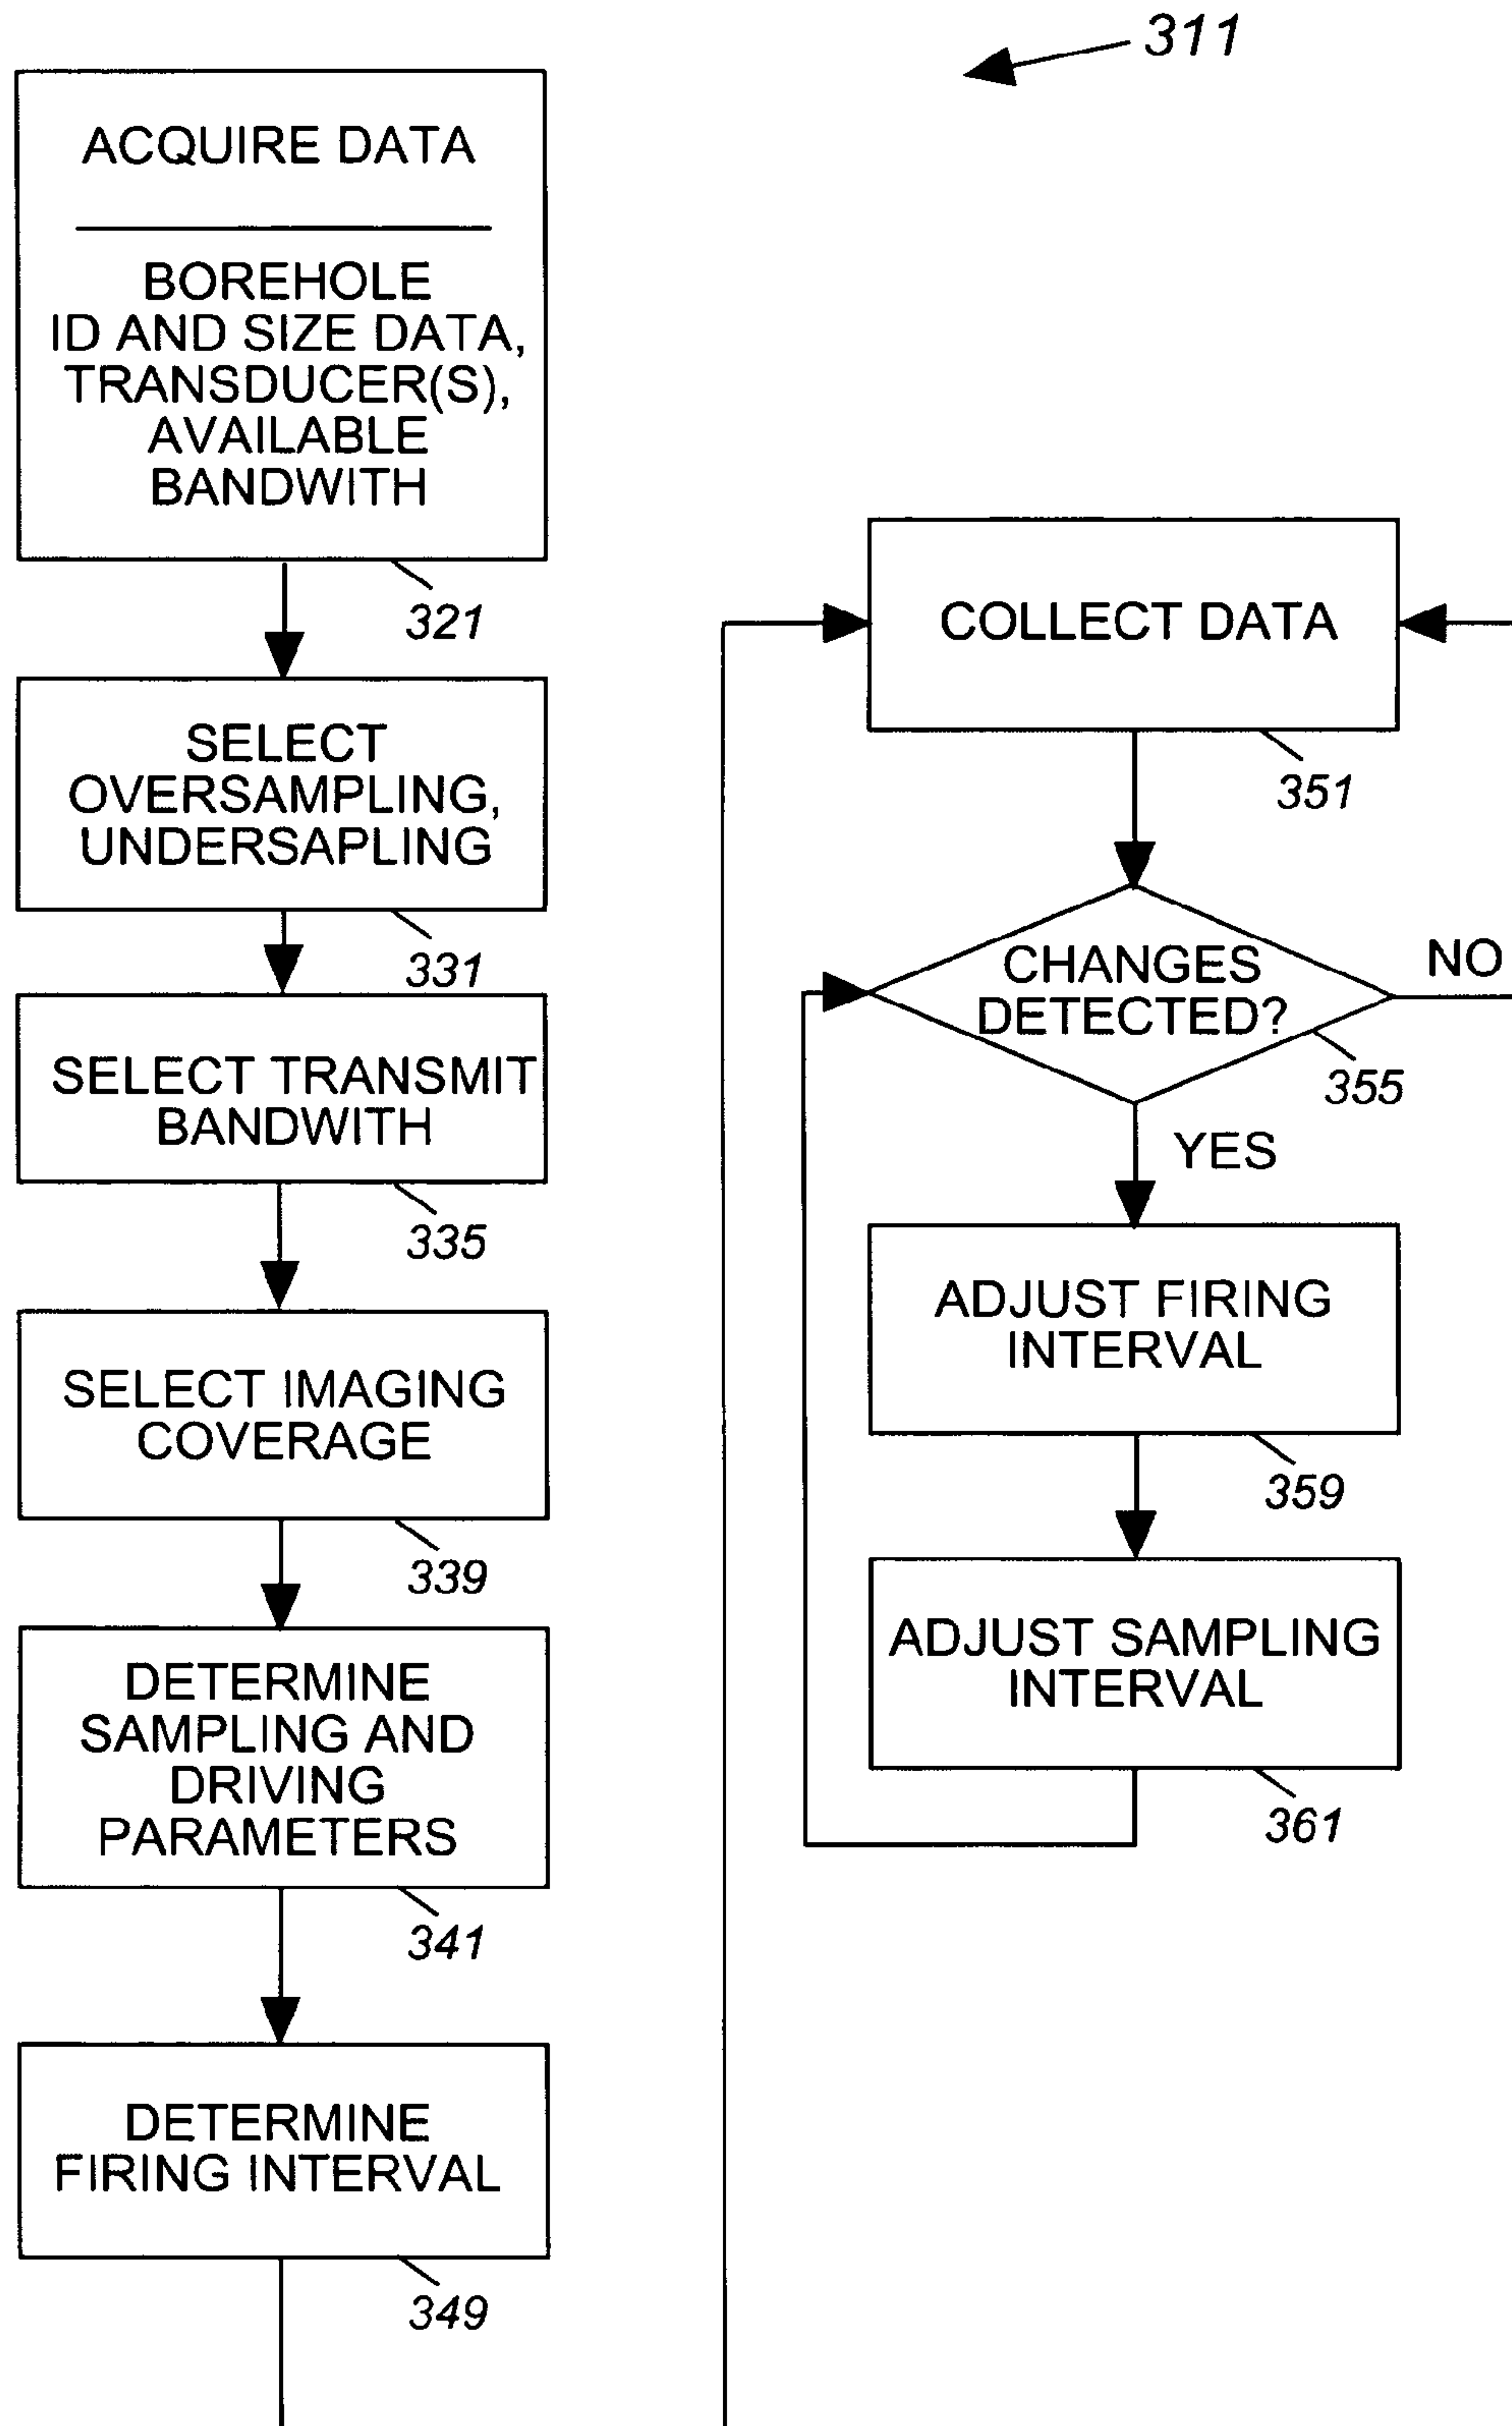 311
ACQUIRE DATA
BOREHOLE
ID AND SIZE DATA,
TRANSDUCER(S),
AVAILABLE
BANDWITH
321
SELECT
OVERSAMPLING,
UNDERSAPLING
331
SELECT TRANSMIT
BANDWITH
335
SELECT IMAGING
COVERAGE
339
DETERMINE
SAMPLING AND
DRIVING
PARAMETERS
341
DETERMINE
FIRING INTERVAL
349
COLLECT DATA
351
CHANGES
DETECTED?
NO
355
YES
ADJUST FIRING
INTERVAL
359
ADJUST SAMPLING
INTERVAL
361